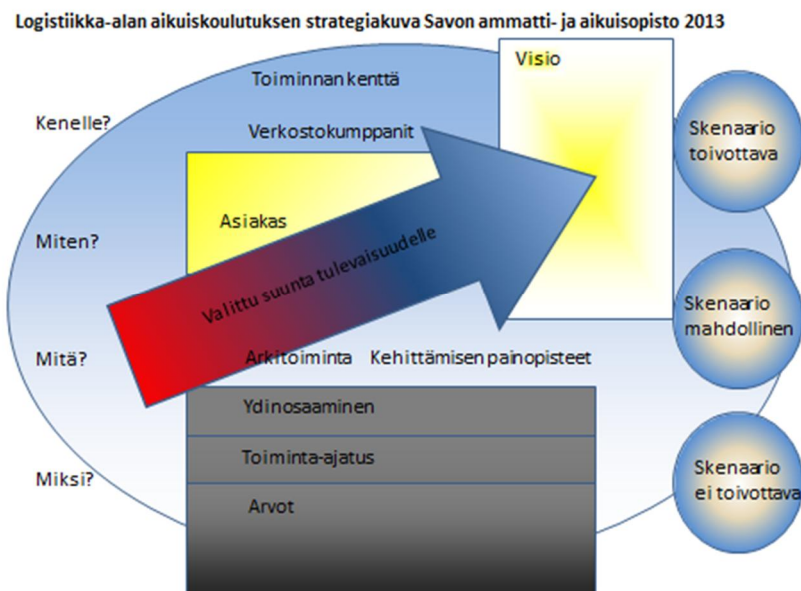 Logistiikka-alan aikuiskoulutuksen strategiakuva Savon ammatti- ja aikuisopisto 2013
Visio
Toiminnan kenttä
Kenelle?
Verkostokumppanit
Skenaario
toivottava
Asiakas
Miten?
Valittu suunta tulevaisuudelle
Skenaario
mahdollinen
Mitä?
Arkitoiminta Kehittämisen painopisteet
Ydinosaaminen
Toiminta-ajatus
Miksi?
Skenaario
ei toivottava
Arvot